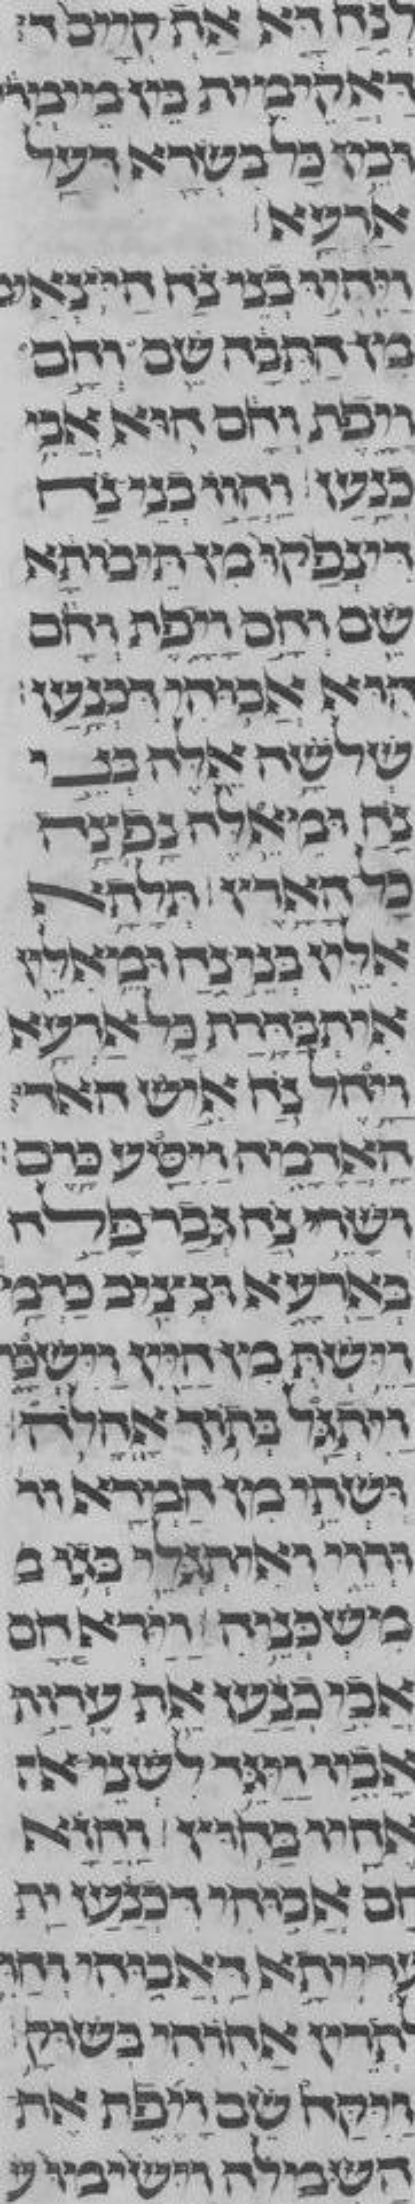 לנח דא את קיים ד
דאקימית בין מימרי
ובין כל בשרא דעל
ארעא
ויהיו בני נח היצאים
מן התבה שם וחם
ויפת וחם הוא אבי
כנען והוו בני נח
דינפקו מן תיבותא
שם וחם ויפת וחם
הוא אבוהי דכנען
שלשה אלה בני
נח ומאלה נפצה
כל הארץ תלתא
אלין בני נח ומאלין
איתבדרת כל ארעא
ויחל נח איש האד
האדמה ויטע כרם
ושרי נח גבר פלח
בארעא ונציב כרמ
וישת מן היין וישכר
ויתגל בתוך אהלה
ושתי מן חמרא ור
ורוי ואיתגלי בגו מ
משכניה וירא חם
אבי כנען את ערות
אביו ויגד לשני אח
אחיו בחוץ וחזא
חם אבוהי דכנען ית
עריתא דאבוהי וחוי
לתרין אחוהי בשוק
ויקח שם ויפת את
השמלה וישימו ע